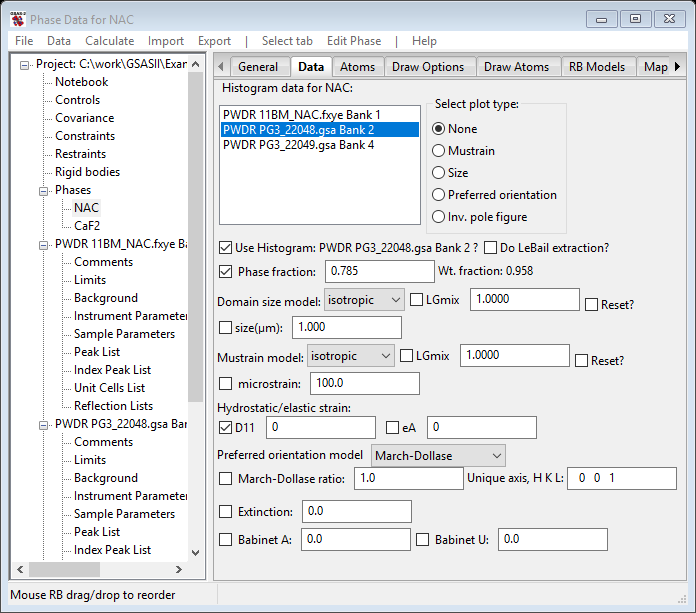 Phase Data for NAC
File Data Calculate Import Export | Select tab Edit Phase | Help
Project: C:\work\GSASII\Exam
Notebook
Controls
Covariance
Constraints
Restraints
Rigid bodies
Phases
NAC
CaF2
PWDR 11BM_NAC.fxye Ba
Comments
Limits
Background
Instrument Parameter
Sample Parameters
Peak List
Index Peak List
Unit Cells List
Reflection Lists
PWDR PG3_22048.gsa Bar
Comments
Limits
Background
Instrument Parameter
Sample Parameters
Peak List
Index Peak List
General Data Atoms Draw Options Draw Atoms RB Models Map
Histogram data for NAC:
PWDR 11BM_NAC.fxye Bank 1
PWDR PG3_22048.gsa Bank 2
PWDR PG3_22049.gsa Bank 4
Select plot type:
None
Mustrain
Size
Preferred orientation
Inv. pole figure
Use Histogram: PWDR PG3_22048.gsa Bank 2 ? Do LeBail extraction?
Phase fraction: 0.785 Wt. fraction: 0.958
Domain size model: isotropic LGmix 1.0000 Reset?
size(μm): 1.000
Mustrain model: isotropic LGmix 1.0000 Reset?
microstrain: 100.0
Hydrostatic/elastic strain:
D11 0 eA 0
Preferred orientation model March-Dollase
March-Dollase ratio: 1.0 Unique axis, H K L: 0 0 1
Extinction: 0.0
Babinet A: 0.0 Babinet U: 0.0
Mouse RB drag/drop to reorder